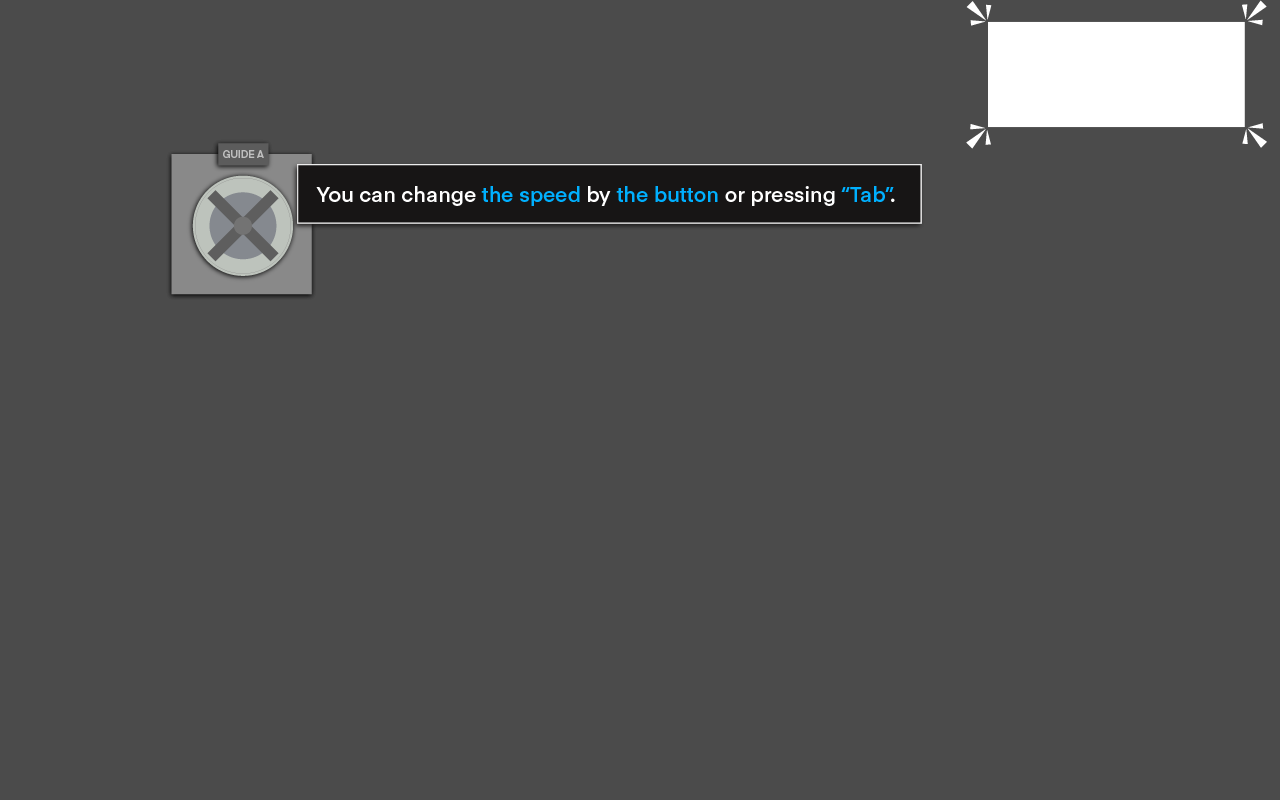 GUIDE A
You can change the speed by the button or pressing “Tab”.